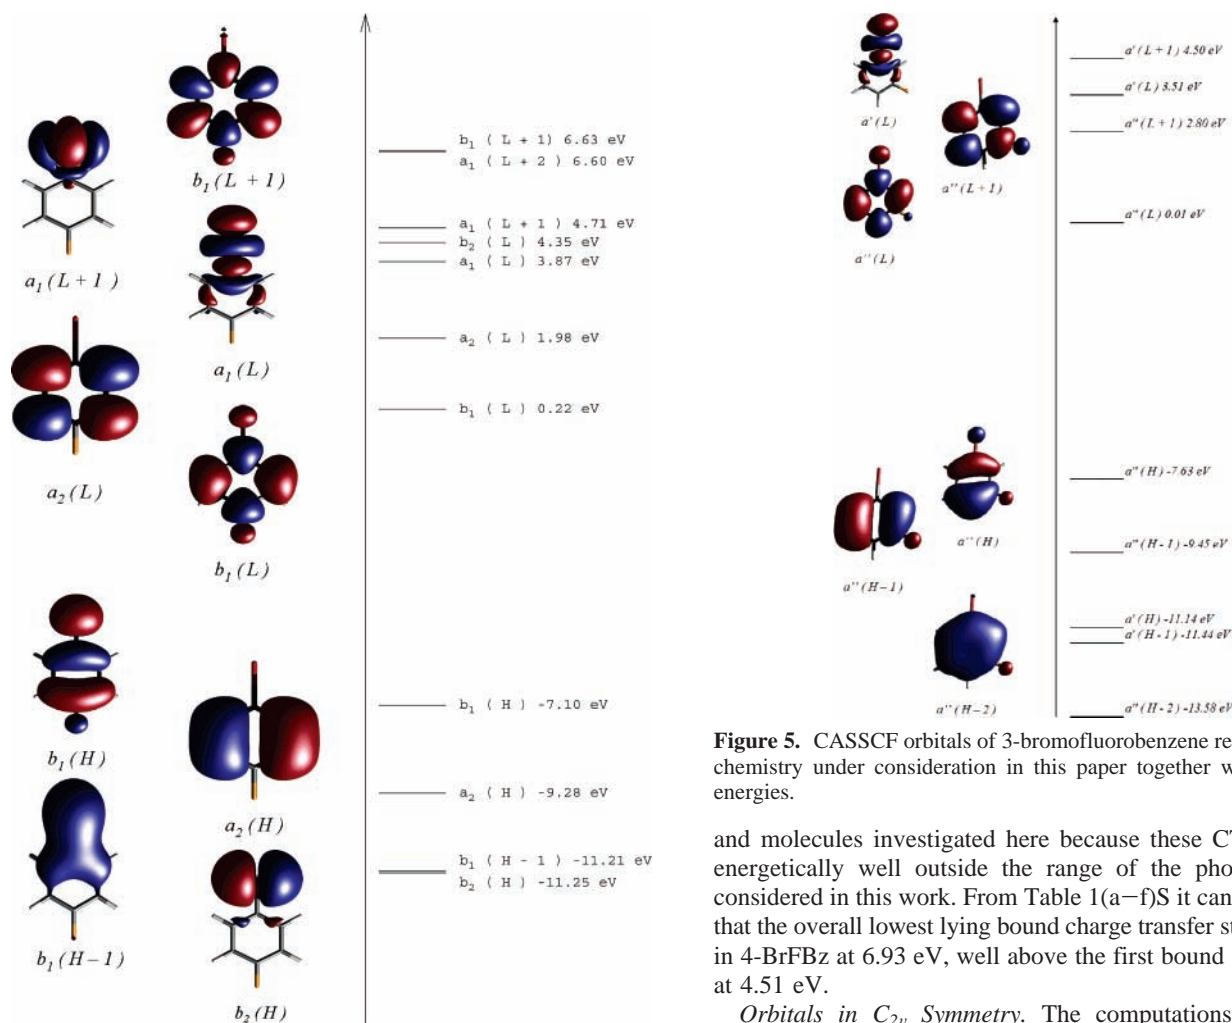 b₁(L + 1)
a₁(L+1)
a₁(L)
a₂(L)
b₁(L)
b₁(H)
a₂(H)
b₁(H−1)
b₂(H)
b₁ ( L + 1) 6.63 eV
a₁ ( L + 2 ) 6.60 eV
a₁ ( L + 1 ) 4.71 eV
b₂ ( L ) 4.35 eV
a₁ ( L ) 3.87 eV
a₂ ( L ) 1.98 eV
b₁ ( L ) 0.22 eV
b₁ ( H ) -7.10 eV
a₂ ( H ) -9.28 eV
b₁ ( H - 1 ) -11.21 eV
b₂ ( H ) -11.25 eV
a'(L)
a''(L+1)
a''(L)
a''(H)
a''(H−1)
a''(H−2)
a'(L + 1) 4.50 eV
a'(L) 3.51 eV
a''(L + 1) 2.80 eV
a''(L) 0.01 eV
a''(H) -7.63 eV
a''(H - 1) -9.45 eV
a'(H) -11.14 eV
a'(H - 1) -11.44 eV
a''(H - 2) -13.58 eV
Figure 5. CASSCF orbitals of 3-bromofluorobenzene re
chemistry under consideration in this paper together w
energies.
and molecules investigated here because these CT
energetically well outside the range of the pho
considered in this work. From Table 1(a−f)S it can
that the overall lowest lying bound charge transfer st
in 4-BrFBz at 6.93 eV, well above the first bound
at 4.51 eV.
Orbitals in C₂ᵥ Symmetry. The computations